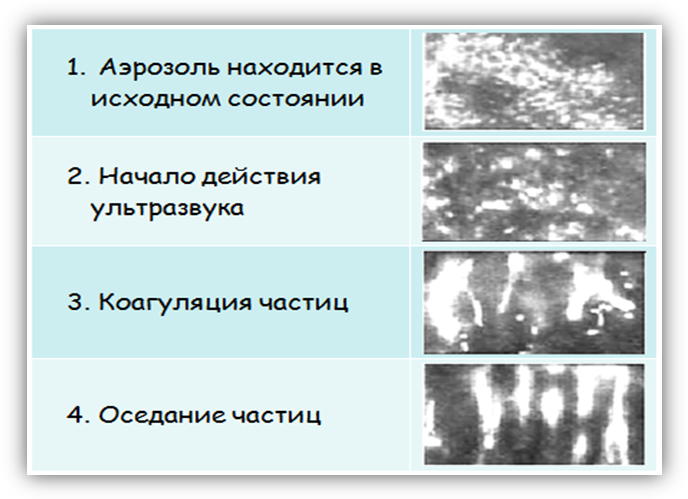 1. Аэрозоль находится в
исходном состоянии
2. Начало действия
ультразвука
3. Коагуляция частиц
4. Оседание частиц